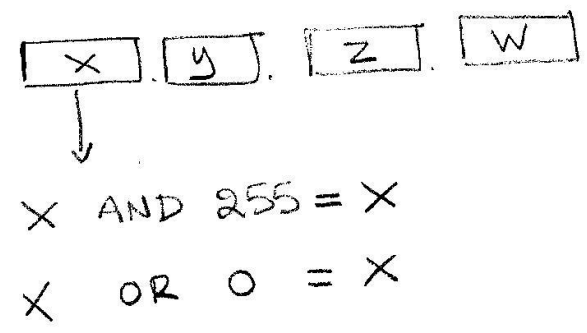 X . y . Z . W
X AND 255 = X
X OR 0 = X